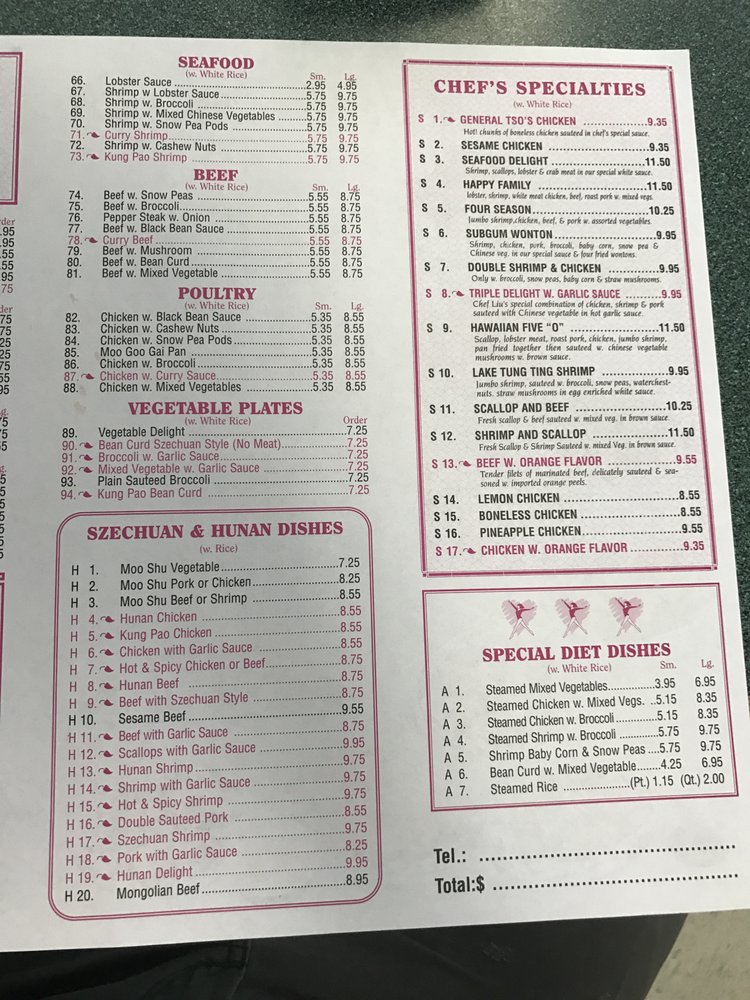 SEAFOOD
(w. White Rice) Sm. Lg.
66. Lobster Sauce 2.95 4.95
67. Shrimp w Lobster Sauce 5.75 9.75
68. Shrimp w. Broccoli 5.75 9.75
69. Shrimp w. Mixed Chinese Vegetables 5.75 9.75
70. Shrimp w. Snow Pea Pods 5.75 9.75
71. Curry Shrimp 5.75 9.75
72. Shrimp w. Cashew Nuts 5.75 9.75
73. Kung Pao Shrimp 5.75 9.75
BEEF
(w. White Rice) Sm. Lg.
74. Beef w. Snow Peas 5.55 8.75
75. Beef w. Broccoli 5.55 8.75
76. Pepper Steak w. Onion 5.55 8.75
77. Beef w. Black Bean Sauce 5.55 8.75
78. Curry Beef 5.55 8.75
79. Beef w. Mushroom 5.55 8.75
80. Beef w. Bean Curd 5.55 8.75
81. Beef w. Mixed Vegetable 5.55 8.75
POULTRY
(w. White Rice) Sm. Lg.
82. Chicken w. Black Bean Sauce 5.35 8.55
83. Chicken w. Cashew Nuts 5.35 8.55
84. Chicken w. Snow Pea Pods 5.35 8.55
85. Moo Goo Gai Pan 5.35 8.55
86. Chicken w. Broccoli 5.35 8.55
87. Chicken w. Curry Sauce 5.35 8.55
88. Chicken w. Mixed Vegetables 5.35 8.55
VEGETABLE PLATES
(w. White Rice) Order
89. Vegetable Delight 7.25
90. Bean Curd Szechuan Style (No Meat) 7.25
91. Broccoli w. Garlic Sauce 7.25
92. Mixed Vegetable w. Garlic Sauce 7.25
93. Plain Sauteed Broccoli 7.25
94. Kung Pao Bean Curd 7.25
SZECHUAN & HUNAN DISHES
(w. Rice)
H 1. Moo Shu Vegetable 7.25
H 2. Moo Shu Pork or Chicken 8.25
H 3. Moo Shu Beef or Shrimp 8.55
H 4. Hunan Chicken 8.55
H 5. Kung Pao Chicken 8.55
H 6. Chicken with Garlic Sauce 8.55
H 7. Hot & Spicy Chicken or Beef 8.75
H 8. Hunan Beef 8.75
H 9. Beef with Szechuan Style 8.75
H 10. Sesame Beef 9.55
H 11. Beef with Garlic Sauce 8.75
H 12. Scallops with Garlic Sauce 9.95
H 13. Hunan Shrimp 9.75
H 14. Shrimp with Garlic Sauce 9.75
H 15. Hot & Spicy Shrimp 9.75
H 16. Double Sauteed Pork 8.55
H 17. Szechuan Shrimp 9.75
H 18. Pork with Garlic Sauce 8.25
H 19. Hunan Delight 9.95
H 20. Mongolian Beef 8.95
CHEF'S SPECIALTIES
(w. White Rice)
S 1. GENERAL TSO'S CHICKEN 9.35
Hot! chunks of boneless chicken sauteed in chef's special sauce.
S 2. SESAME CHICKEN 9.35
S 3. SEAFOOD DELIGHT 11.50
Shrimp, scallops, lobster & crab meat in our special white sauce.
S 4. HAPPY FAMILY 11.50
lobster, shrimp, white meat chicken, beef, roast pork w. mixed vegs.
S 5. FOUR SEASON 10.25
Jumbo shrimp,chicken, beef, & pork w. assorted vegetables.
S 6. SUBGUM WONTON 9.95
Shrimp, chicken, pork, broccoli, baby corn, snow pea &
Chinese veg. in our special sauce & four fried wontons.
S 7. DOUBLE SHRIMP & CHICKEN 9.95
Only w. broccoli, snow peas, baby corn & straw mushrooms.
S 8. TRIPLE DELIGHT W. GARLIC SAUCE 9.95
Chef Liu's special combination of chicken, shrimp & pork
sauteed with Chinese vegetable in hot garlic sauce.
S 9. HAWAIIAN FIVE "O" 11.50
Scallop, lobster meat, roast pork, chicken, jumbo shrimp,
pan fried together then sauteed w. chinese vegetable
mushrooms w. brown sauce.
S 10. LAKE TUNG TING SHRIMP 9.95
Jumbo shrimp, sauteed w. broccoli, snow peas, waterchest-
nuts. straw mushrooms in egg enriched white sauce.
S 11. SCALLOP AND BEEF 10.25
Fresh scallop & beef sauteed w. mixed veg. in brown sauce.
S 12. SHRIMP AND SCALLOP 11.50
Fresh Scallop & Shrimp Sauteed w. mixed Veg. in brown sauce.
S 13. BEEF W. ORANGE FLAVOR 9.55
Tender filets of marinated beef, delicately sauteed & sea-
soned w. imported orange peels.
S 14. LEMON CHICKEN 8.55
S 15. BONELESS CHICKEN 8.55
S 16. PINEAPPLE CHICKEN 9.55
S 17. CHICKEN W. ORANGE FLAVOR 9.35
SPECIAL DIET DISHES
(w. White Rice) Sm. Lg.
A 1. Steamed Mixed Vegetables 3.95 6.95
A 2. Steamed Chicken w. Mixed Vegs. 5.15 8.35
A 3. Steamed Chicken w. Broccoli 5.15 8.35
A 4. Steamed Shrimp w. Broccoli 5.75 9.75
A 5. Shrimp Baby Corn & Snow Peas 5.75 9.75
A 6. Bean Curd w. Mixed Vegetable 4.25 6.95
A 7. Steamed Rice (Pt.) 1.15 (Qt.) 2.00
Tel.:
Total:$